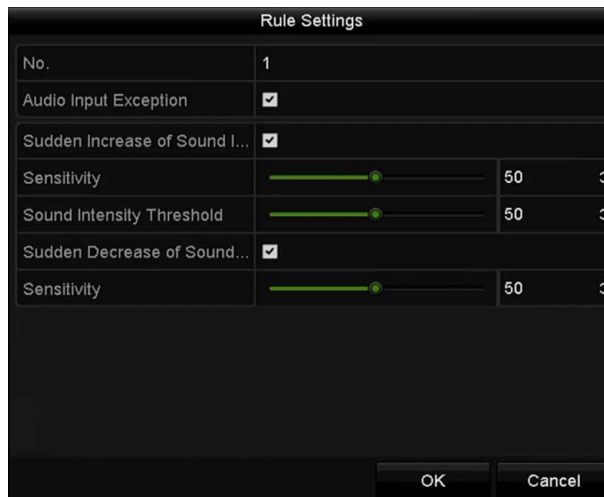 Rule Settings
No. 1
Audio Input Exception
Sudden Increase of Sound I...
Sensitivity 50
Sound Intensity Threshold 50
Sudden Decrease of Sound...
Sensitivity 50
OK Cancel